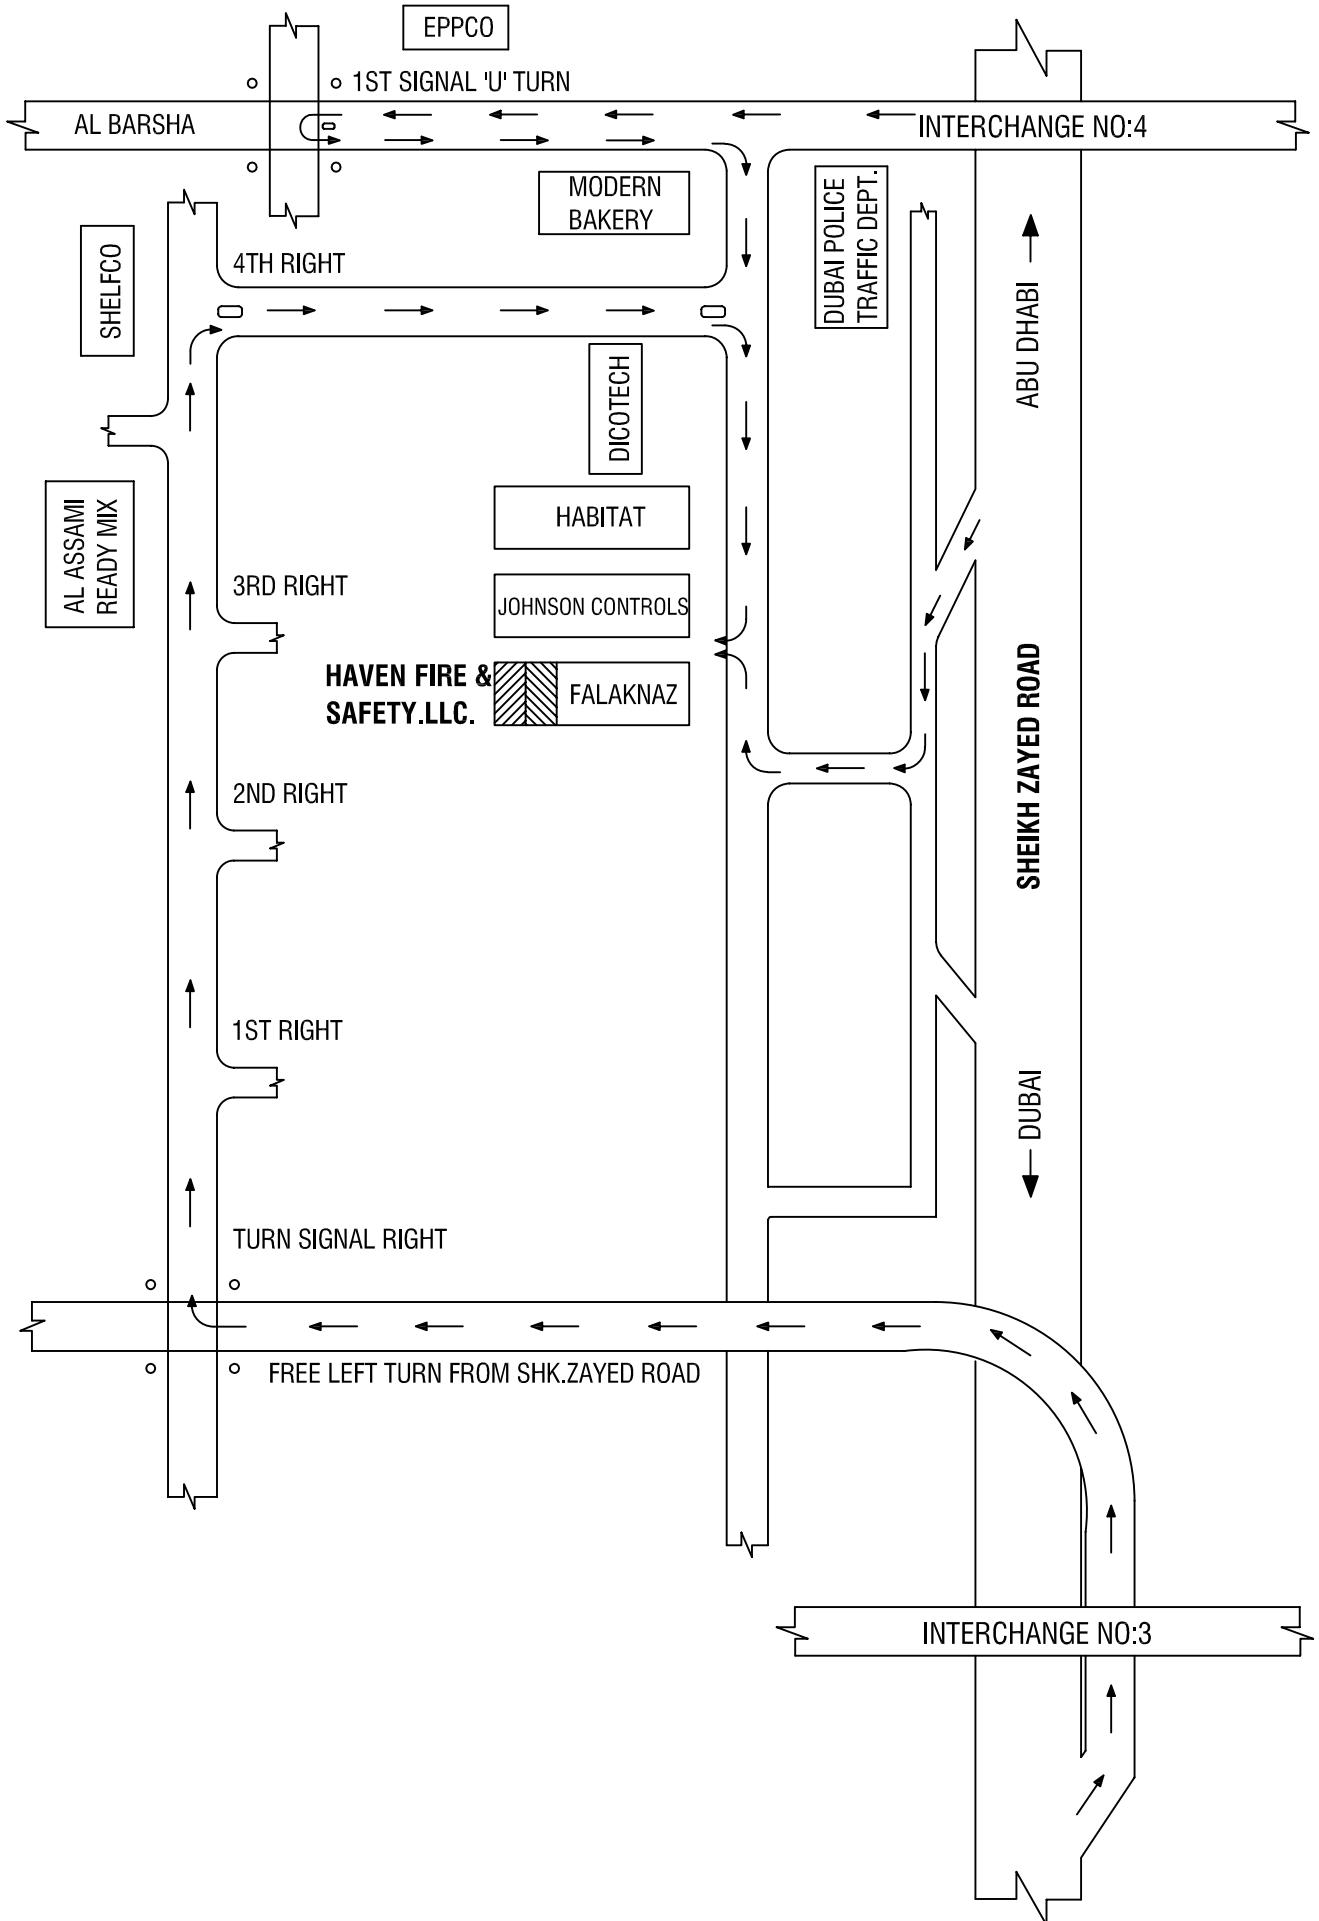 EPPCO
1ST SIGNAL 'U' TURN
AL BARSHA
INTERCHANGE NO:4
MODERN
BAKERY
DUBAI POLICE
TRAFFIC DEPT.
SHELFCO
4TH RIGHT
ABU DHABI
DICOTECH
AL ASSAMI
READY MIX
HABITAT
3RD RIGHT
JOHNSON CONTROLS
HAVEN FIRE &
SAFETY.LLC.
FALAKNAZ
SHEIKH ZAYED ROAD
2ND RIGHT
1ST RIGHT
DUBAI
TURN SIGNAL RIGHT
FREE LEFT TURN FROM SHK.ZAYED ROAD
INTERCHANGE NO:3